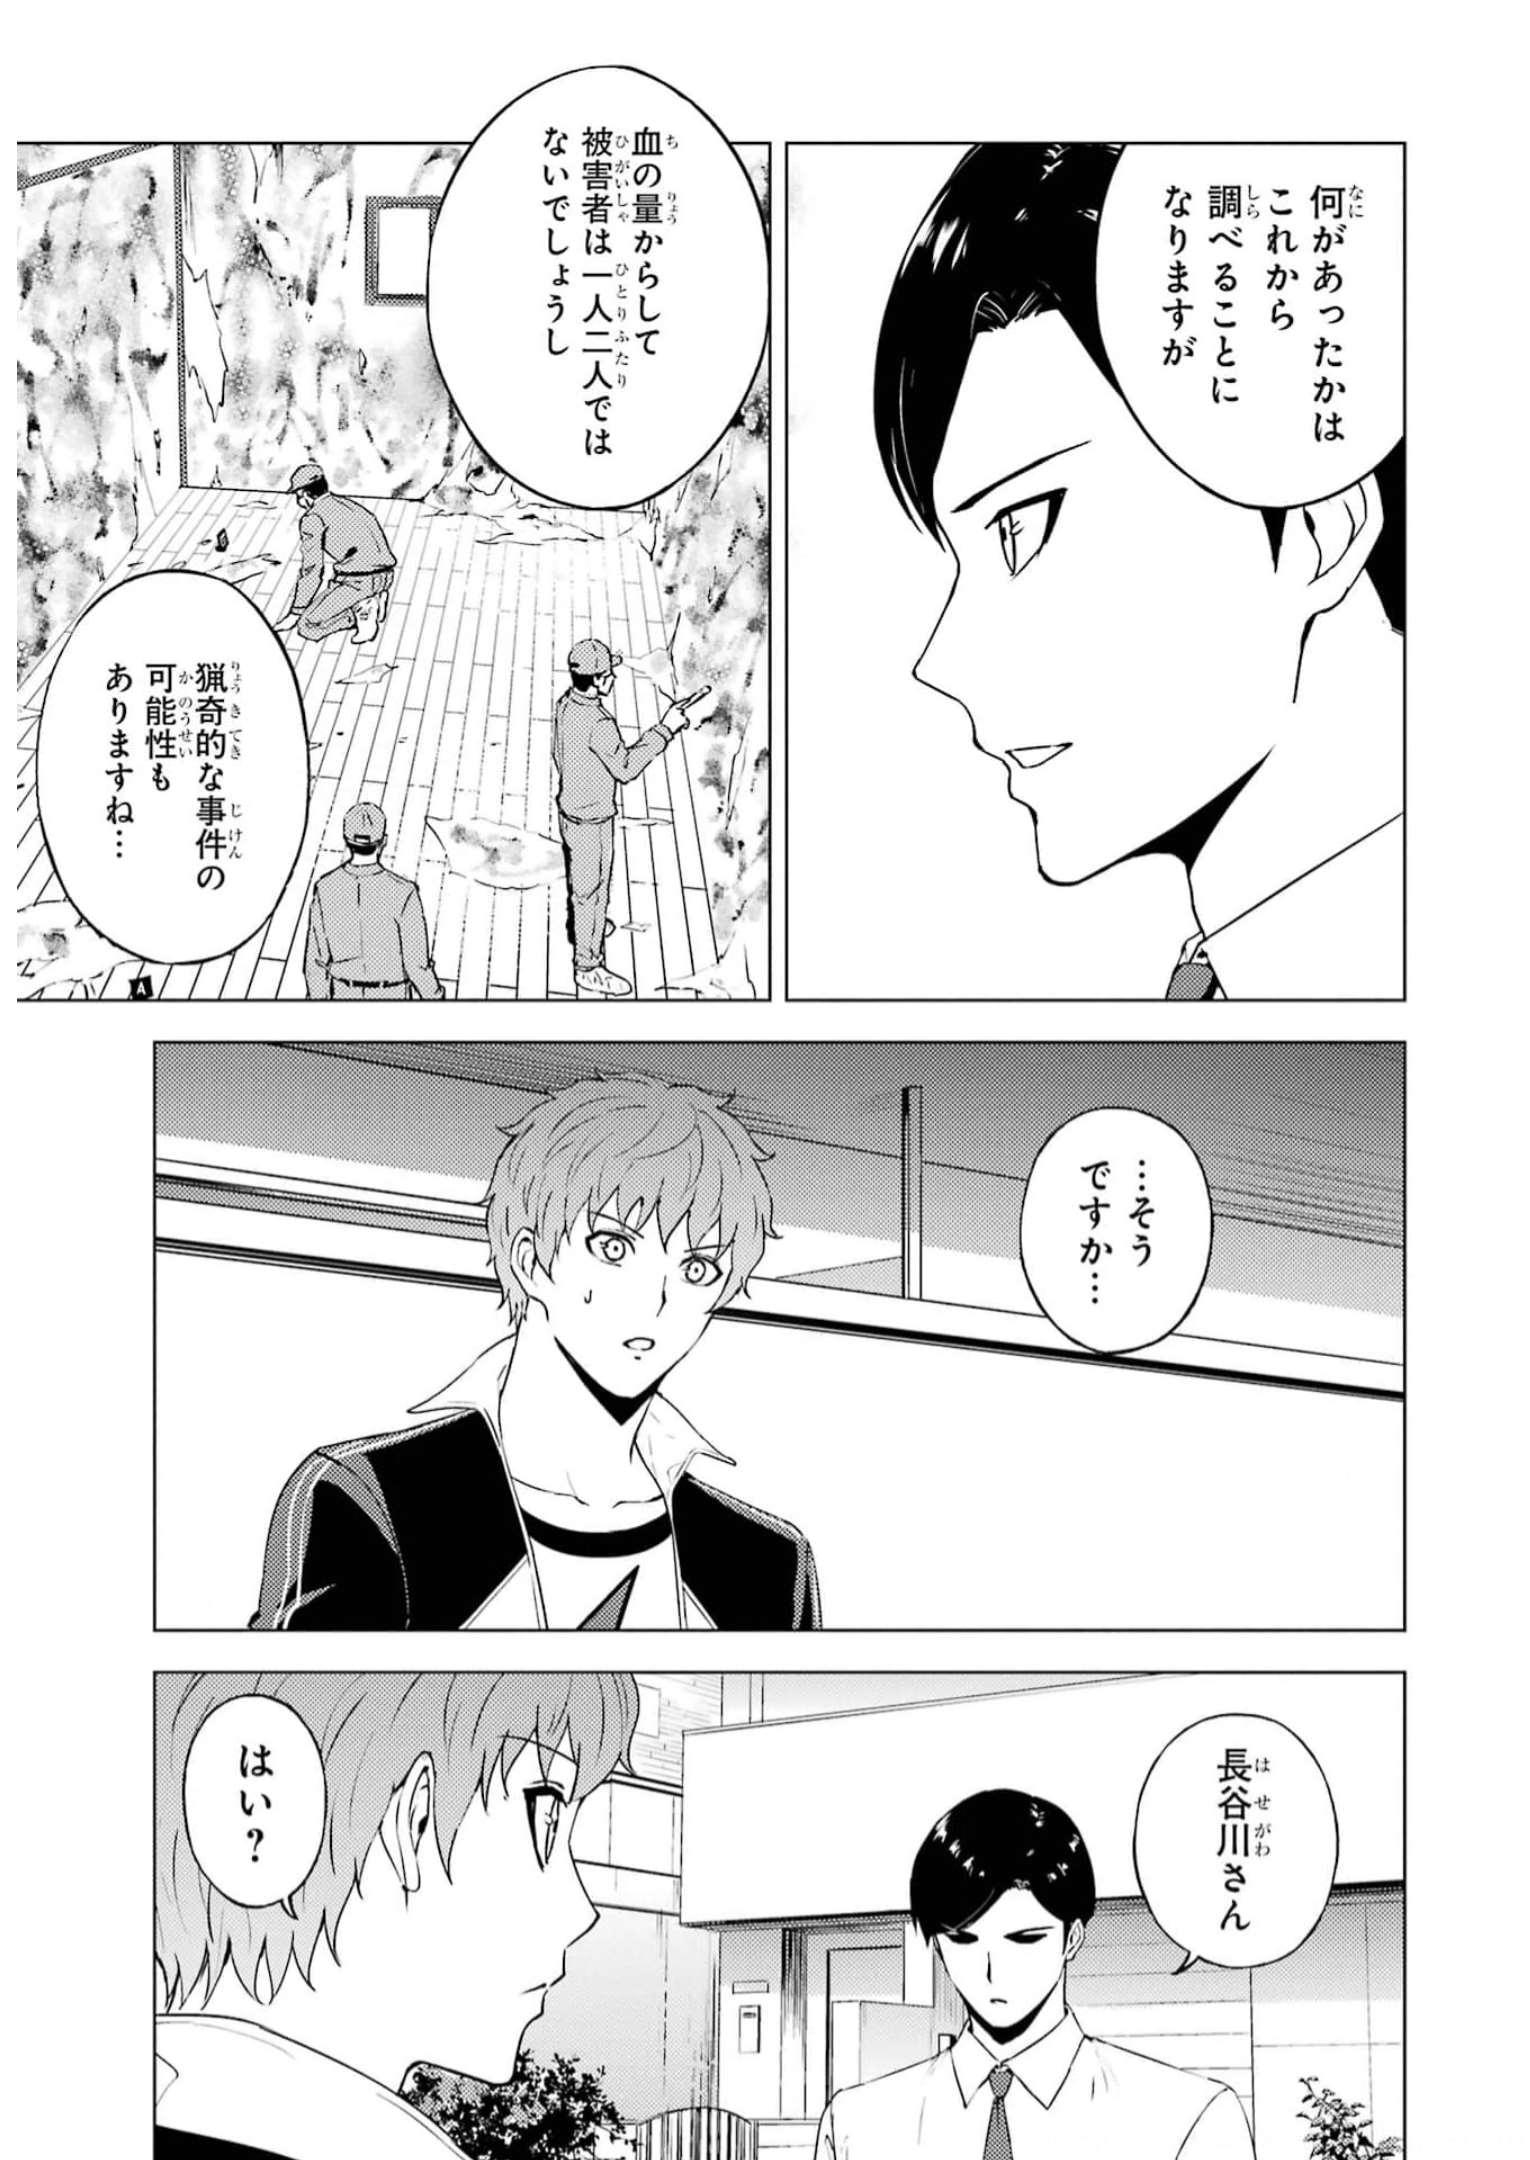 何があったかは
これから
調べることに
なりますが
血の量からして
被害者は一人二人では
ないでしょうし
猟奇的な事件の
可能性も
ありますね…
A
…そう
ですか…
長谷川さん
はい?